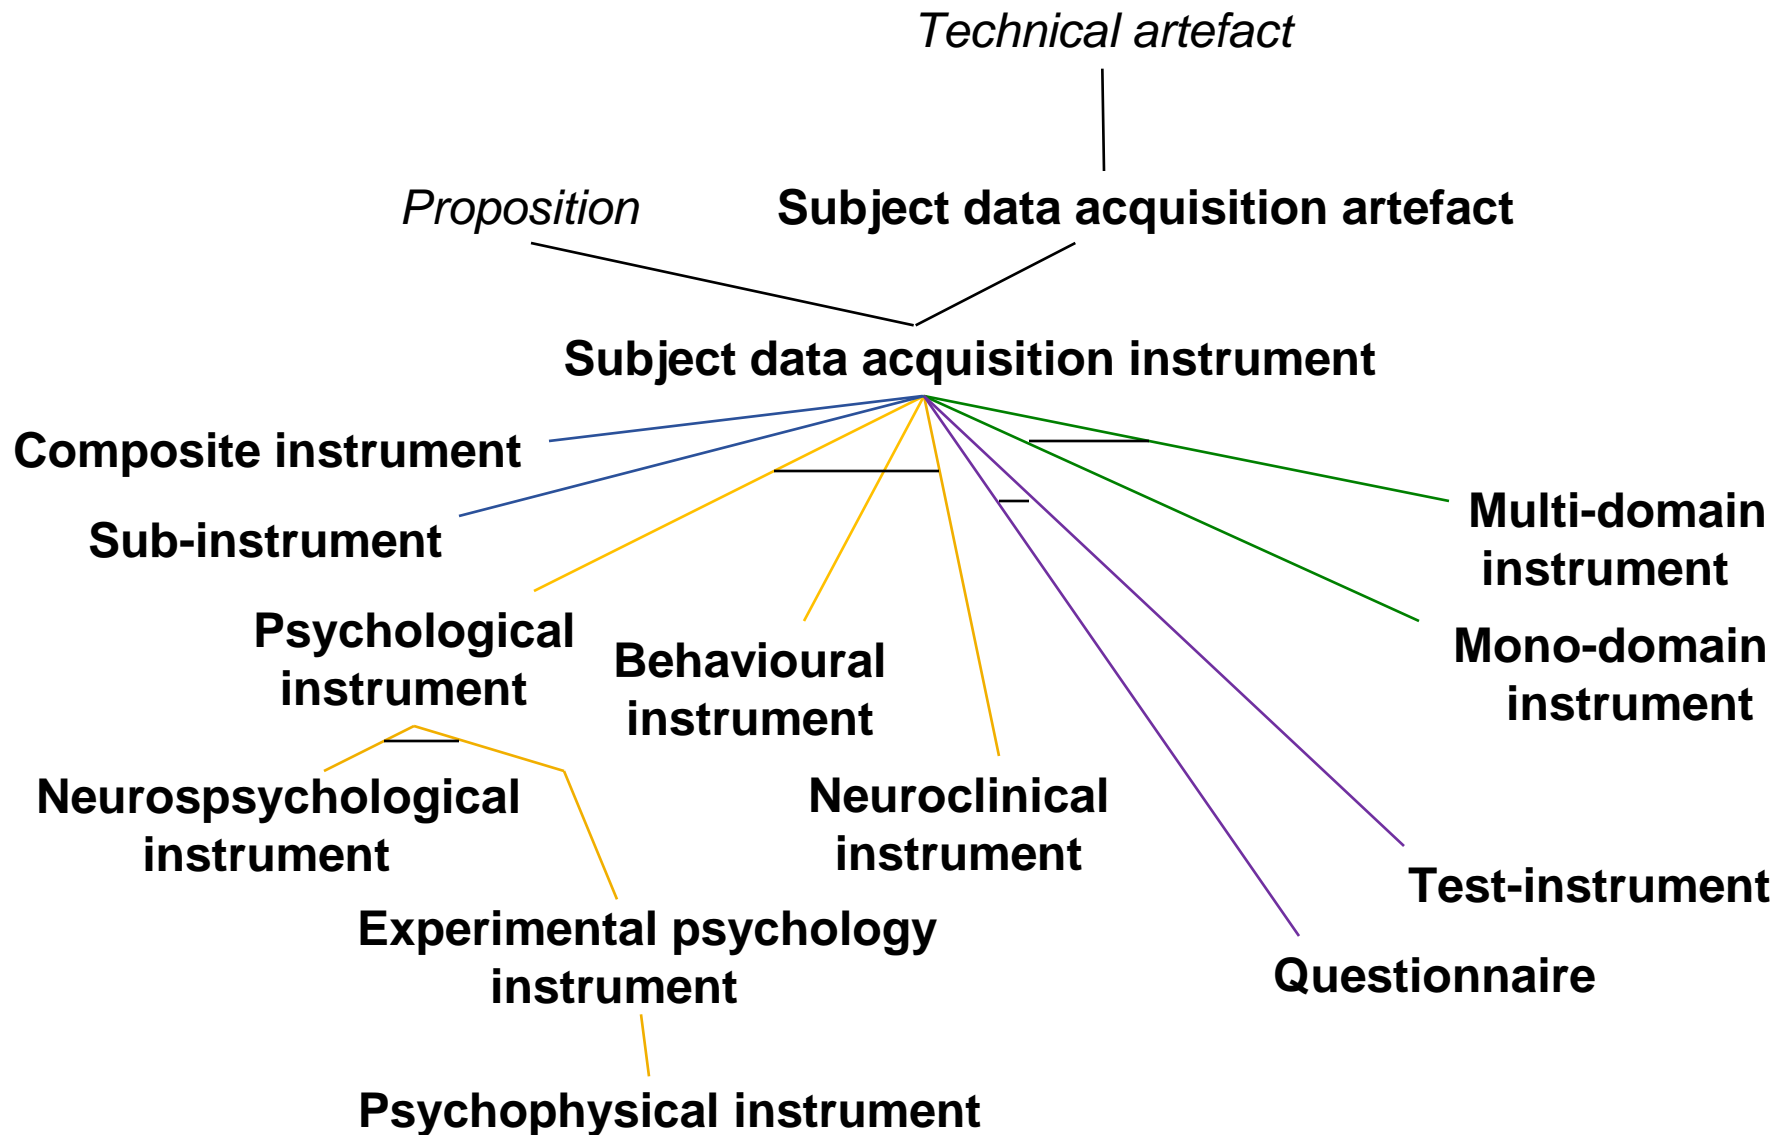 Technical artefact
Proposition
Subject data acquisition artefact
Subject data acquisition instrument
Composite instrument
Sub-instrument
Multi-domain
instrument
Psychological
instrument
Behavioural
instrument
Mono-domain
instrument
Neurospsychological
instrument
Neuroclinical
instrument
Test-instrument
Experimental psychology
instrument
Questionnaire
Psychophysical instrument